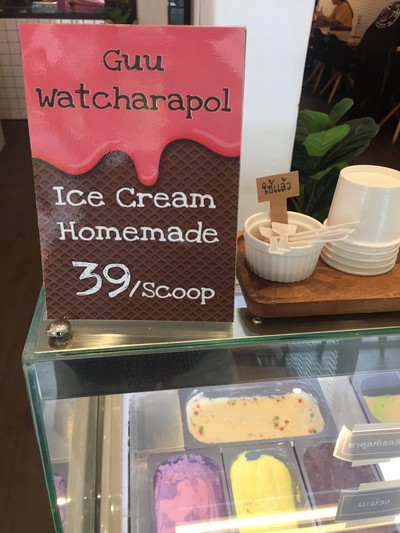 Guu
watcharapol
Ice Cream
Homemade
39/scoop
ใช้แล้ว